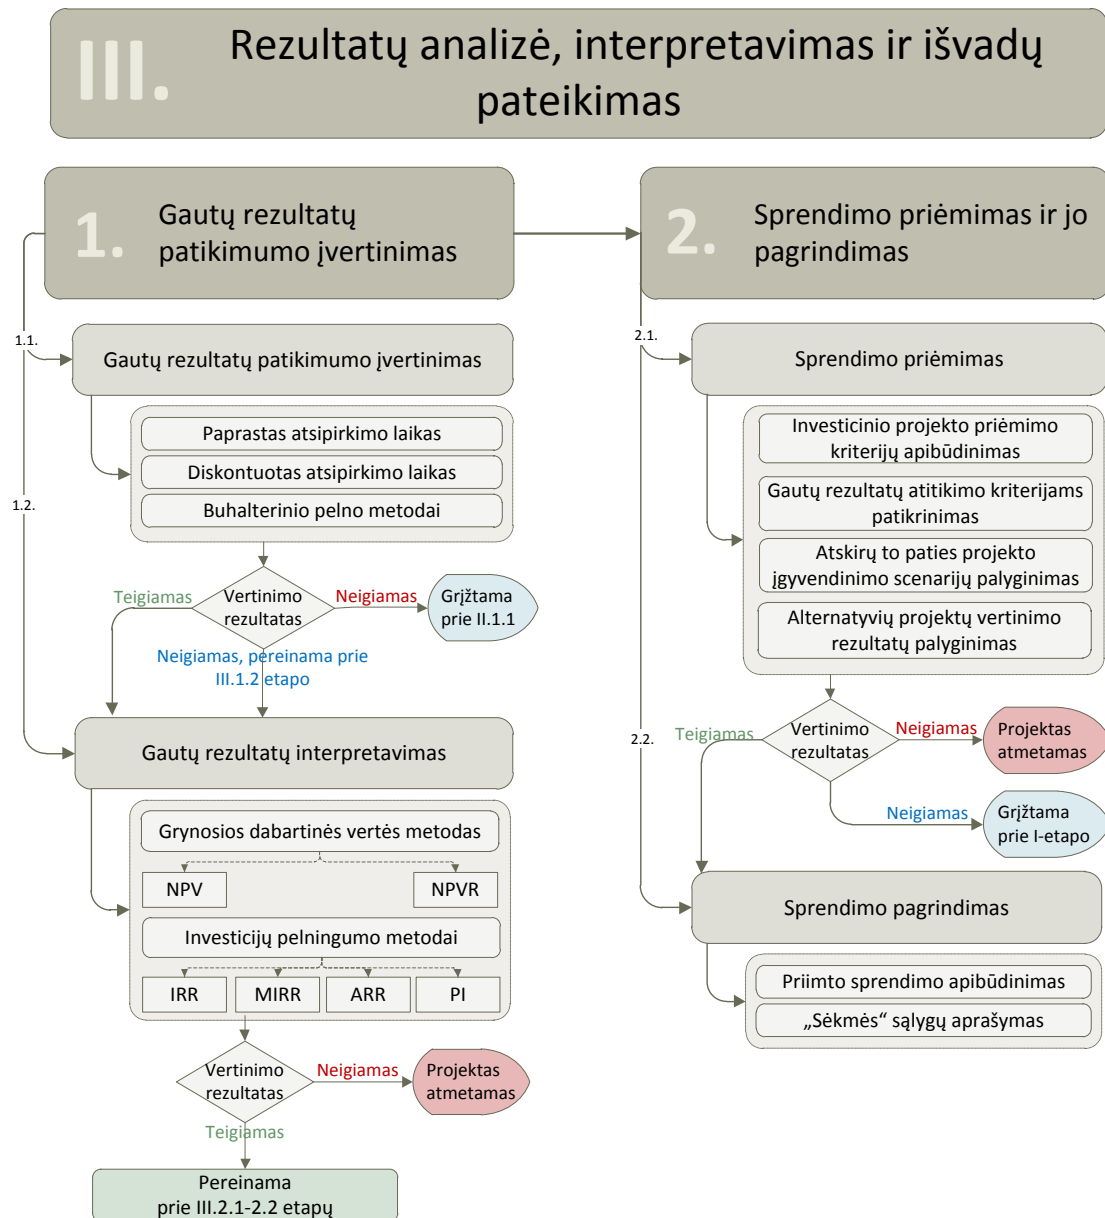 III.
Rezultatų analizė, interpretavimas ir išvadų
pateikimas
1.
Gautų rezultatų
patikimumo įvertinimas
1.1.
Gautų rezultatų patikimumo įvertinimas
Paprastas atsipirkimo laikas
Diskontuotas atsipirkimo laikas
Buhalterinio pelno metodai
1.2.
Teigiamas
Vertinimo
rezultatas
Neigiamas
Grįžtama
prie II.1.1
Neigiamas, pereinama prie
III.1.2 etapo
Gautų rezultatų interpretavimas
Grynosios dabartinės vertės metodas
NPV
NPVR
Investicijų pelningumo metodai
IRR
MIRR
ARR
PI
Vertinimo
rezultatas
Neigiamas
Projektas
atmetamas
Teigiamas
Pereinama
prie III.2.1-2.2 etapų
2.
Sprendimo priėmimas ir jo
pagrindimas
2.1.
Sprendimo priėmimas
Investicinio projekto priėmimo
kriterijų apibūdinimas
Gautų rezultatų atitikimo kriterijams
patikrinimas
Atskirų to paties projekto
įgyvendinimo scenarijų palyginimas
Alternatyvių projektų vertinimo
rezultatų palyginimas
2.2.
Teigiamas
Vertinimo
rezultatas
Neigiamas
Projektas
atmetamas
Neigiamas
Grįžtama
prie I-etapo
Sprendimo pagrindimas
Priimto sprendimo apibūdinimas
„Sėkmės“ sąlygų aprašymas